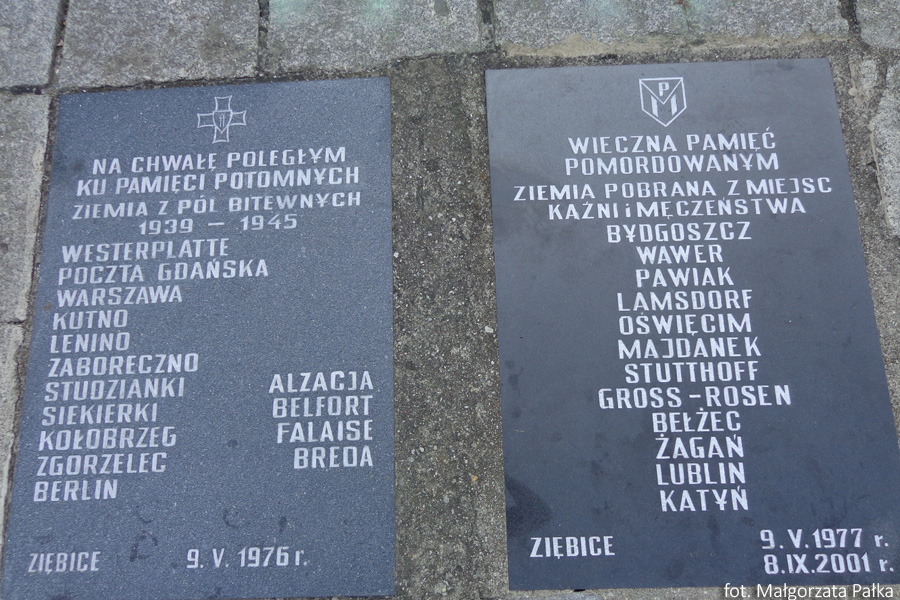 NA CHWAŁĘ POLEGŁYM
KU PAMIĘCI POTOMNYCH
ZIEMIA Z PÓL BITEWNYCH
1939 – 1945
WESTERPLATTE
POCZTA GDAŃSKA
WARSZAWA
KUTNO
LENINO
ZABORECZNO
STUDZIANKI
SIEKIERKI
KOŁOBRZEG
ZGORZELEC
BERLIN
ALZACJA
BELFORT
FALAISE
BREDA
ZIĘBICE 9. V. 1976 r.
P M
WIECZNA PAMIĘĆ
POMORDOWANYM
ZIEMIA POBRANA Z MIEJSC
KAŹNI i MĘCZEŃSTWA
BYDGOSZCZ
WAWER
PAWIAK
LAMSDORF
OŚWIĘCIM
MAJDANEK
STUTTHOFF
GROSS-ROSEN
BEŁŻEC
ŻAGAŃ
LUBLIN
KATYŃ
ZIĘBICE 9. V. 1977 r.
8.IX.2001 r.
fot. Małgorzata Pałka